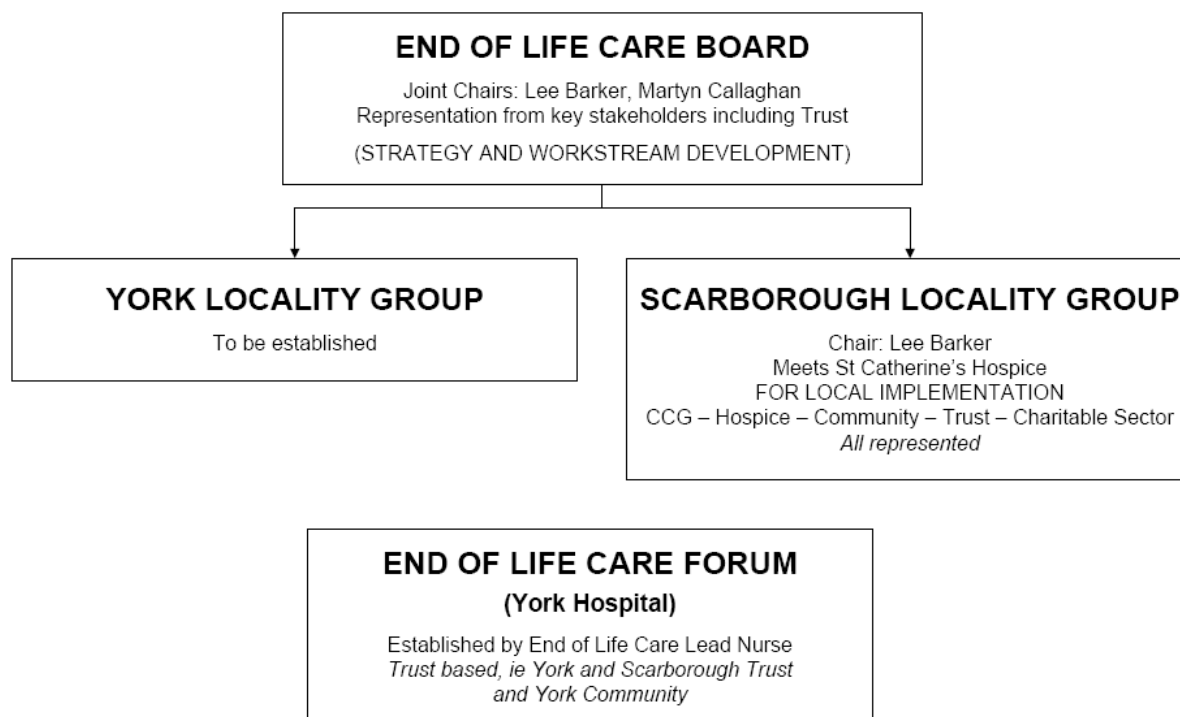 END OF LIFE CARE BOARD
Joint Chairs: Lee Barker, Martyn Callaghan
Representation from key stakeholders including Trust
(STRATEGY AND WORKSTREAM DEVELOPMENT)
YORK LOCALITY GROUP
To be established
SCARBOROUGH LOCALITY GROUP
Chair: Lee Barker
Meets St Catherine’s Hospice
FOR LOCAL IMPLEMENTATION
CCG – Hospice – Community – Trust – Charitable Sector
All represented
END OF LIFE CARE FORUM
(York Hospital)
Established by End of Life Care Lead Nurse
Trust based, ie York and Scarborough Trust
and York Community